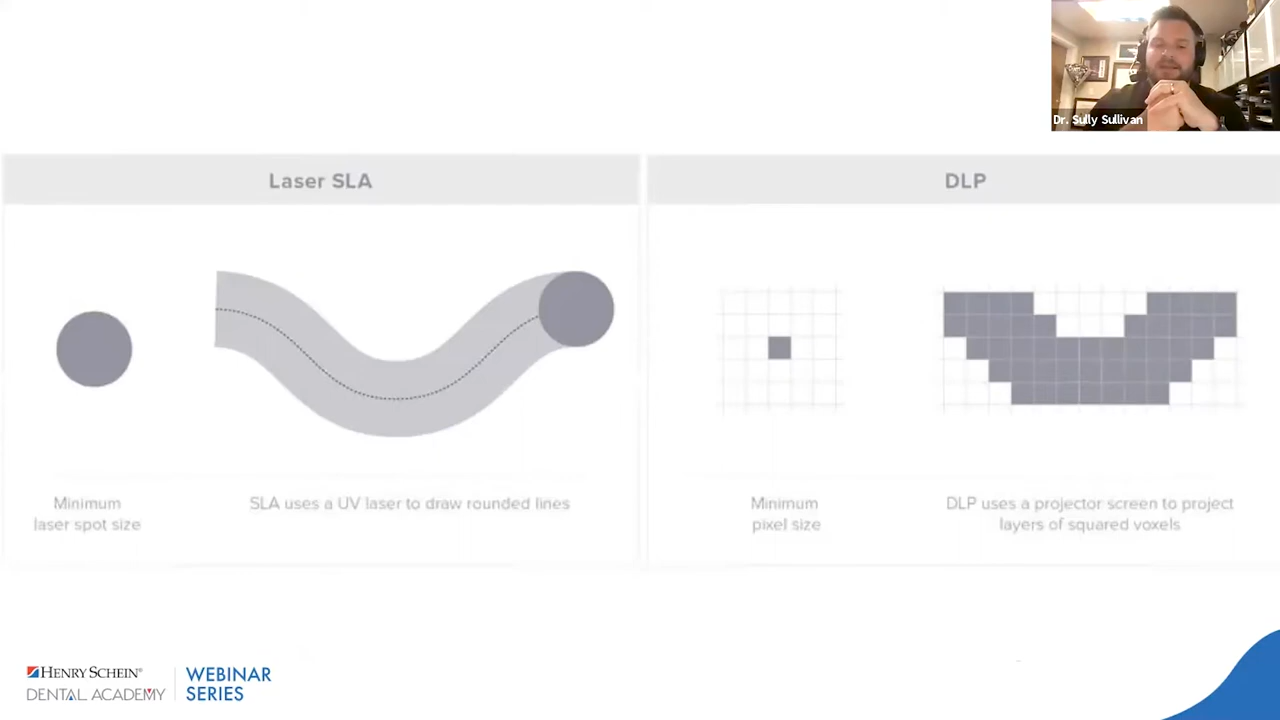 Dr. Sully Sullivan
Laser SLA
DLP
Minimum
laser spot size
SLA uses a UV laser to draw rounded lines
Minimum
pixel size
DLP uses a projector screen to project
layers of squared voxels
HENRY SCHEIN®
DENTAL ACADEMY
WEBINAR
SERIES